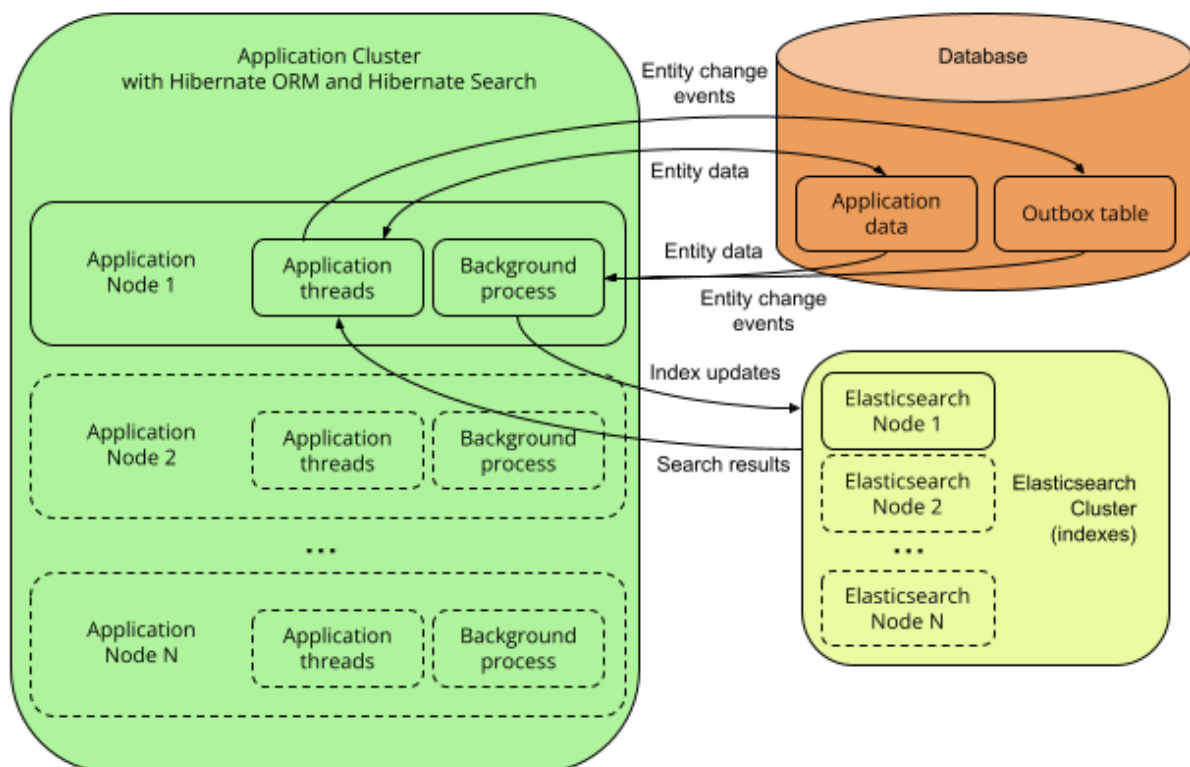 Application Cluster
with Hibernate ORM and Hibernate Search
Application
Node 1
Application
threads
Background
process
Application
Node 2
Application
threads
Background
process
...
Application
Node N
Application
threads
Background
process
Entity change
events
Entity data
Entity data
Entity change
events
Index updates
Search results
Database
Application
data
Outbox table
Elasticsearch
Node 1
Elasticsearch
Node 2
...
Elasticsearch
Node N
Elasticsearch
Cluster
(indexes)